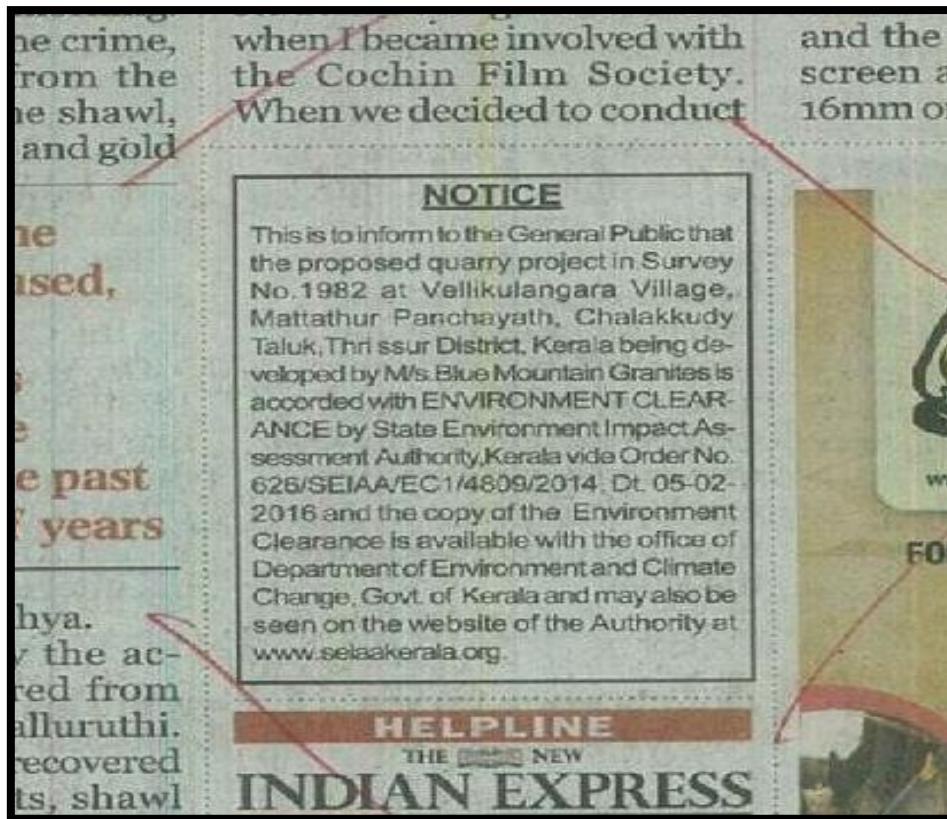 he crime,
from the
he shawl,
and gold
used,
e past
years
hya.
the ac-
red from
alluruthi.
recovered
ts, shawl
when I became involved with
the Cochin Film Society.
When we decided to conduct
NOTICE
This is to inform to the General Public that
the proposed quarry project in Survey
No.1982 at Vellikulangara Village,
Mattathur Panchayath, Chalakkudy
Taluk,Thri ssur District, Kerala being de-
veloped by M/s.Blue Mountain Granites is
accorded with ENVIRONMENT CLEAR-
ANCE by State Environment Impact As-
sessment Authority,Kerala vide Order No.
626/SEIAA/EC1/4809/2014, Dt. 05-02-
2016 and the copy of the Environment
Clearance is available with the office of
Department of Environment and Climate
Change, Govt. of Kerala and may also be
seen on the website of the Authority at
www.seiaakerala.org.
HELPLINE
THE NEW
INDIAN EXPRESS
and the
screen a
16mm o
FO